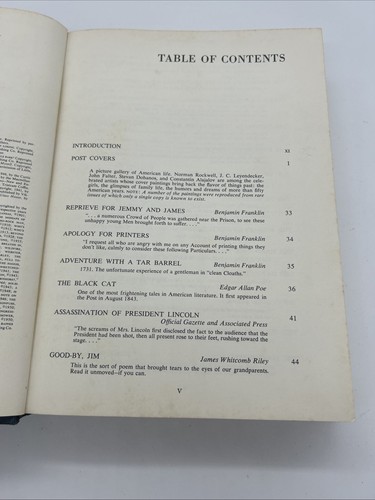 TABLE OF CONTENTS
INTRODUCTION xi
POST COVERS 1
A picture gallery of American life, Norman Rockwell, J. C. Leyendecker,
John Falter, Stevan Dohanos, and Constantin Alajalov are among the cele-
brated artists whose cover paintings bring back the flavor of things past: the
girls, the glimpses of family life, the humors and dreams of more than fifty
American years. NOTE: A number of the paintings were reproduced from rare
issues of which only a single copy is known to exist.
REPRIEVE FOR JEMMY AND JAMES Benjamin Franklin 33
". . . a numerous Crowd of People was gathered near the Prison, to see these
unhappy young Men brought forth to suffer. . . ."
APOLOGY FOR PRINTERS Benjamin Franklin 34
"I request all who are angry with me on any Account of printing things they
don't like, calmly to consider these following Particulars. . . ."
ADVENTURE WITH A TAR BARREL Benjamin Franklin 35
1731. The unfortunate experience of a gentleman in "clean Cloaths."
THE BLACK CAT Edgar Allan Poe 36
One of the most frightening tales in American literature. It first appeared
in the Post in August 1843.
ASSASSINATION OF PRESIDENT LINCOLN 41
Official Gazette and Associated Press
"The screams of Mrs. Lincoln first disclosed the fact to the audience that the
President had been shot, then all present rose to their feet, rushing toward the
stage. . . ."
GOOD-BY, JIM James Whitcomb Riley 44
This is the sort of poem that brought tears to the eyes of our grandparents.
Read it unmoved–if you can.
V